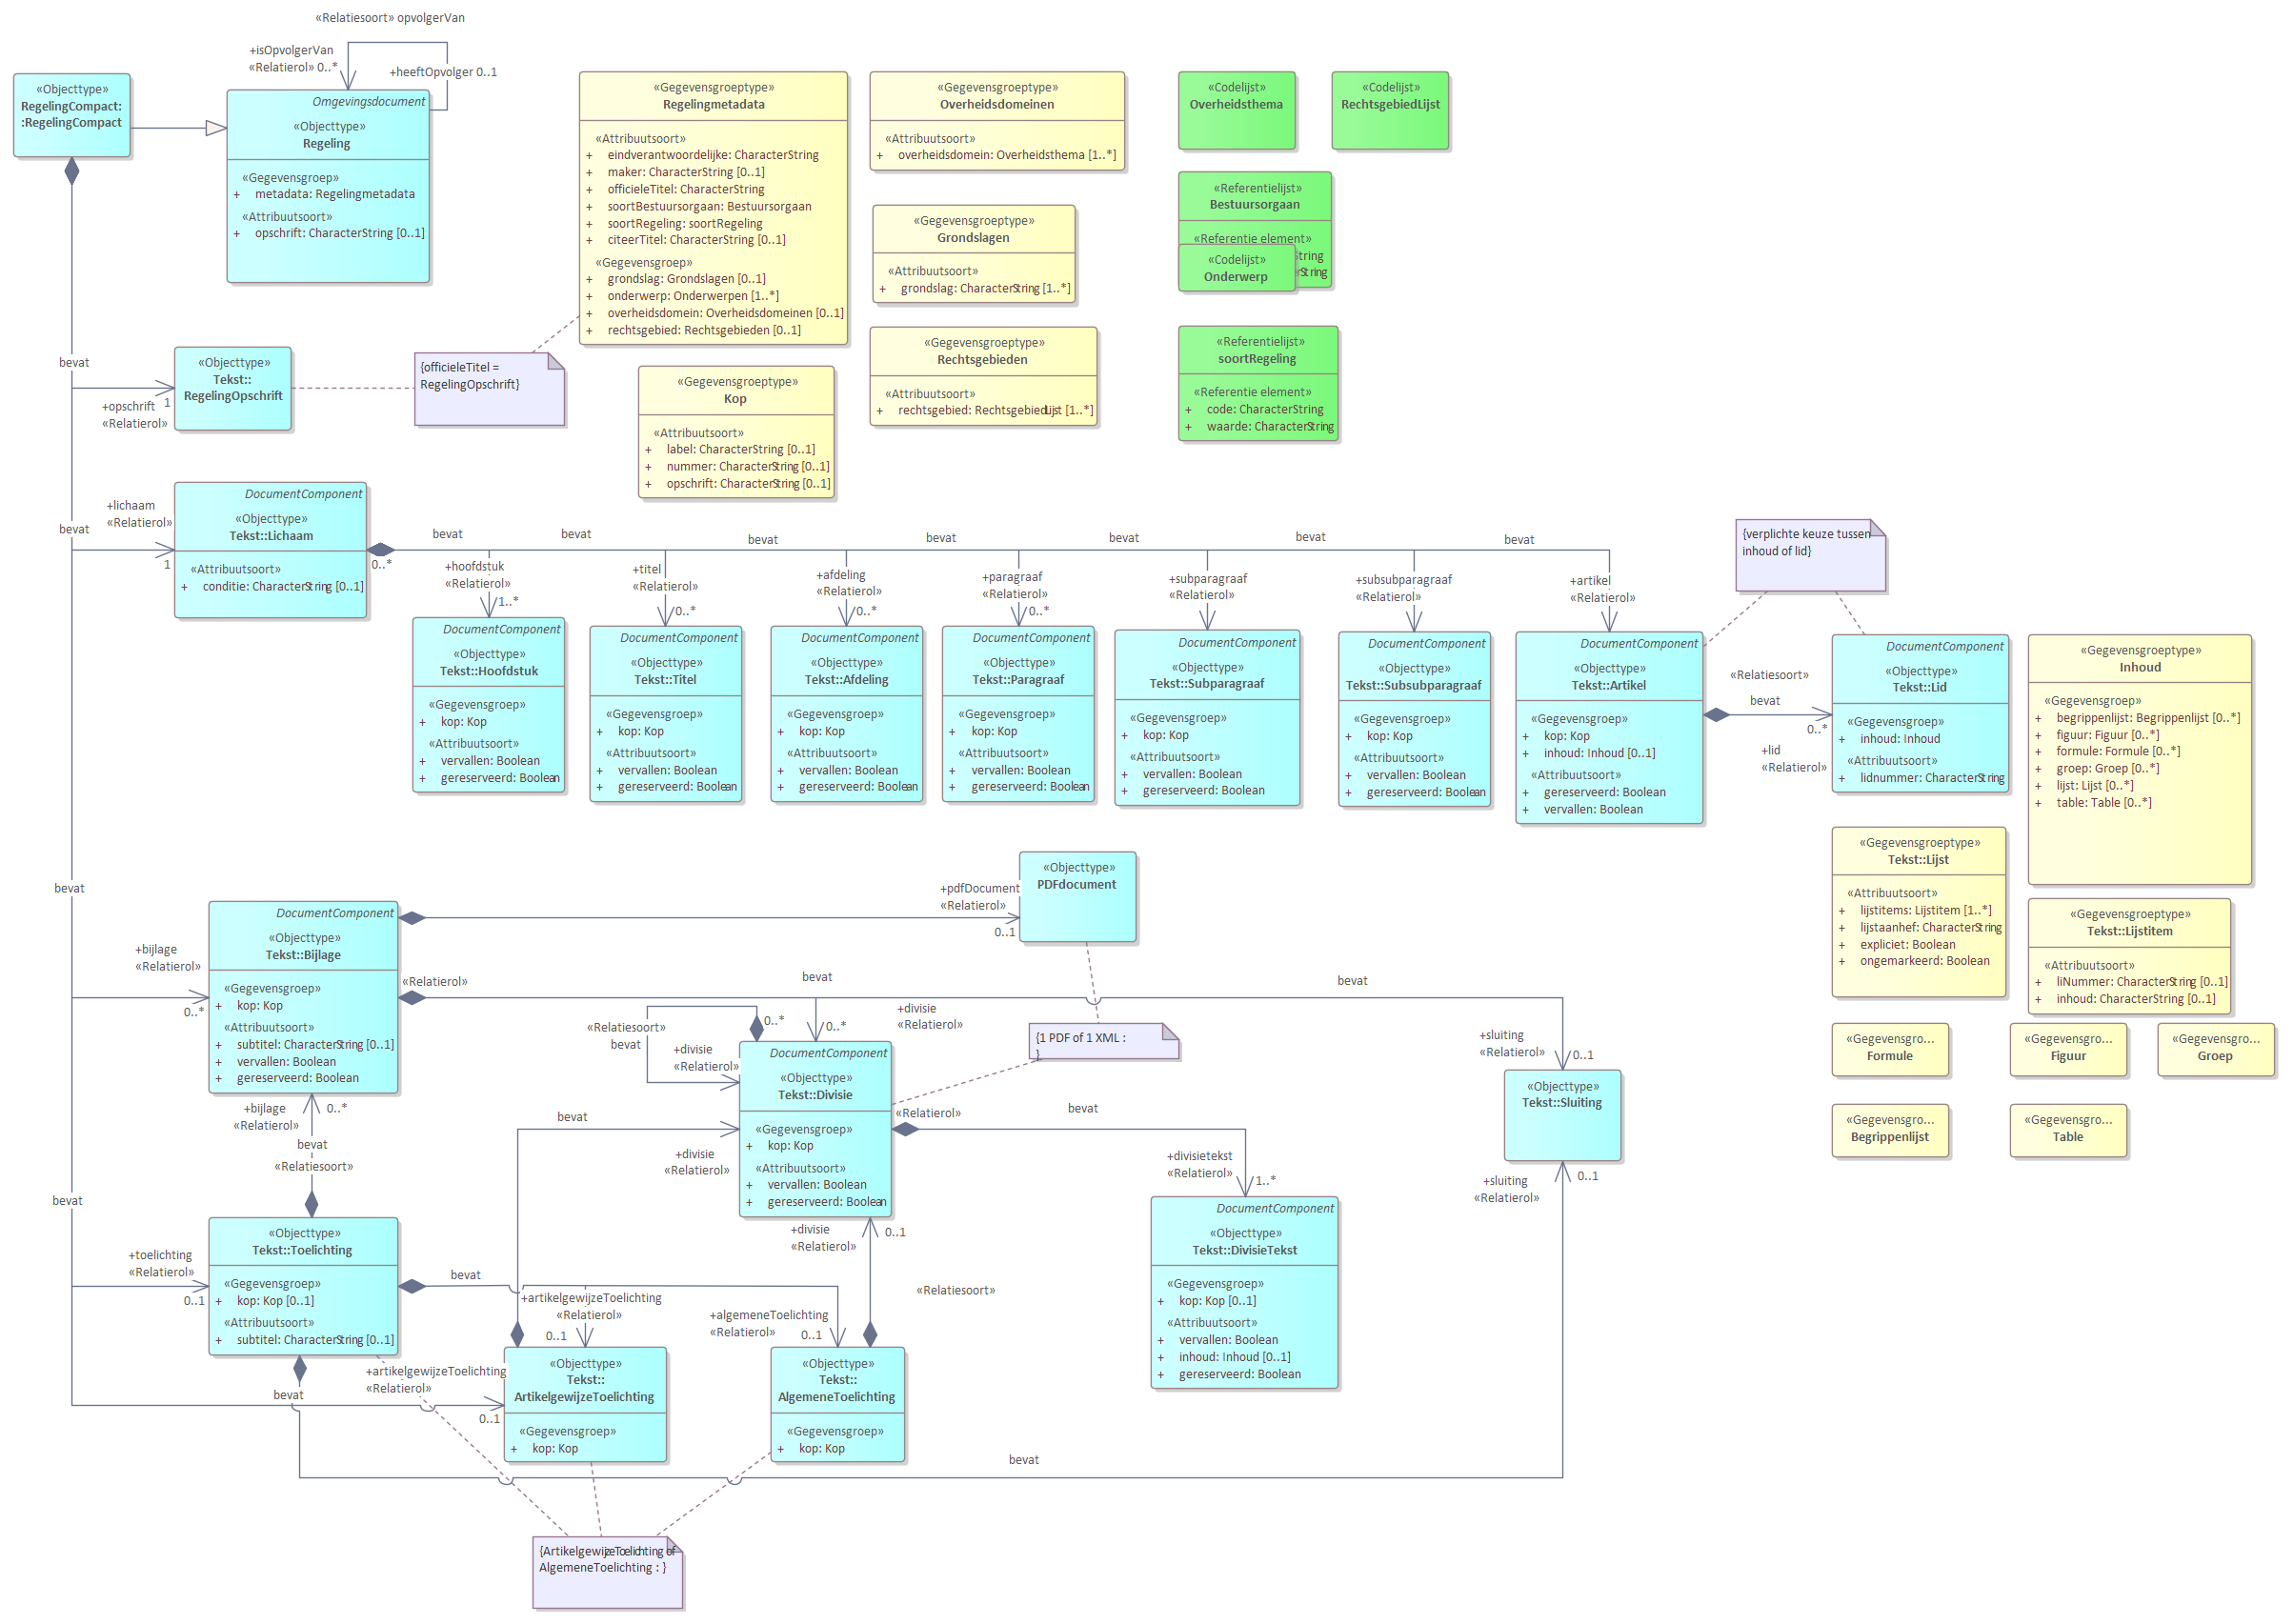 «Relatiesoort» opvolgerVan
+isOpvolgerVan
«Relatierol» 0..*
+heeftOpvolger 0..1
«Objecttype»
RegelingCompact:
:RegelingCompact
Omgevingsdocument
«Objecttype»
Regeling
«Gegevensgroep»
+ metadata: Regelingmetadata
«Attribuutsoort»
+ opschrift: CharacterString [0..1]
«Gegevensgroeptype»
Regelingmetadata
«Attribuutsoort»
+ eindverantwoordelijke: CharacterString
+ maker: CharacterString [0..1]
+ officieleTitel: CharacterString
+ soortBestuursorgaan: Bestuursorgaan
+ soortRegeling: soortRegeling
+ citeerTitel: CharacterString [0..1]
«Gegevensgroep»
+ grondslag: Grondslagen [0..1]
+ onderwerp: Onderwerpen [1..*]
+ overheidsdomein: Overheidsdomeinen [0..1]
+ rechtsgebied: Rechtsgebieden [0..1]
«Gegevensgroeptype»
Overheidsdomeinen
«Attribuutsoort»
+ overheidsdomein: Overheidsthema [1..*]
«Gegevensgroeptype»
Grondslagen
«Attribuutsoort»
+ grondslag: CharacterString [1..*]
«Gegevensgroeptype»
Rechtsgebieden
«Attribuutsoort»
+ rechtsgebied: RechtsgebiedLijst [1..*]
«Codelijst»
Overheidsthema
«Codelijst»
RechtsgebiedLijst
«Referentielijst»
Bestuursorgaan
«Referentie element»
String
«Codelijst»
Onderwerp
String
«Referentielijst»
soortRegeling
«Referentie element»
+ code: CharacterString
+ waarde: CharacterString
bevat
+opschrift 1
«Relatierol»
«Objecttype»
Tekst::
RegelingOpschrift
{officieleTitel =
RegelingOpschrift}
«Gegevensgroeptype»
Kop
«Attribuutsoort»
+ label: CharacterString [0..1]
+ nummer: CharacterString [0..1]
+ opschrift: CharacterString [0..1]
bevat
+lichaam
«Relatierol»
1
DocumentComponent
«Objecttype»
Tekst::Lichaam
«Attribuutsoort»
+ conditie: CharacterString [0..1]
0..*
bevat
bevat
bevat
bevat
bevat
bevat
bevat
+hoofdstuk
«Relatierol»
1..*
+titel
«Relatierol»
0..*
+afdeling
«Relatierol»
0..*
+paragraaf
«Relatierol»
0..*
+subparagraaf
«Relatierol»
+subsubparagraaf
«Relatierol»
+artikel
«Relatierol»
{verplichte keuze tussen
inhoud of lid}
DocumentComponent
«Objecttype»
Tekst::Hoofdstuk
«Gegevensgroep»
+ kop: Kop
«Attribuutsoort»
+ vervallen: Boolean
+ gereserveerd: Boolean
DocumentComponent
«Objecttype»
Tekst::Titel
«Gegevensgroep»
+ kop: Kop
«Attribuutsoort»
+ vervallen: Boolean
+ gereserveerd: Boolean
DocumentComponent
«Objecttype»
Tekst::Afdeling
«Gegevensgroep»
+ kop: Kop
«Attribuutsoort»
+ vervallen: Boolean
+ gereserveerd: Boolean
DocumentComponent
«Objecttype»
Tekst::Paragraaf
«Gegevensgroep»
+ kop: Kop
«Attribuutsoort»
+ vervallen: Boolean
+ gereserveerd: Boolean
DocumentComponent
«Objecttype»
Tekst::Subparagraaf
«Gegevensgroep»
+ kop: Kop
«Attribuutsoort»
+ vervallen: Boolean
+ gereserveerd: Boolean
DocumentComponent
«Objecttype»
Tekst::Subsubparagraaf
«Gegevensgroep»
+ kop: Kop
«Attribuutsoort»
+ vervallen: Boolean
+ gereserveerd: Boolean
DocumentComponent
«Objecttype»
Tekst::Artikel
«Gegevensgroep»
+ kop: Kop
+ inhoud: Inhoud [0..1]
«Attribuutsoort»
+ gereserveerd: Boolean
+ vervallen: Boolean
«Relatiesoort»
bevat
0..*
+lid
«Relatierol»
DocumentComponent
«Objecttype»
Tekst::Lid
«Gegevensgroep»
+ inhoud: Inhoud
«Attribuutsoort»
+ lidnummer: CharacterString
«Gegevensgroeptype»
Inhoud
«Gegevensgroep»
+ begrippenlijst: Begrippenlijst [0..*]
+ figuur: Figuur [0..*]
+ formule: Formule [0..*]
+ groep: Groep [0..*]
+ lijst: Lijst [0..*]
+ table: Table [0..*]
«Gegevensgroeptype»
Tekst::Lijst
«Attribuutsoort»
+ lijstitems: Lijstitem [1..*]
+ lijstaanhef: CharacterString
+ expliciet: Boolean
+ ongemarkeerd: Boolean
«Gegevensgroeptype»
Tekst::Lijstitem
«Attribuutsoort»
+ liNummer: CharacterString [0..1]
+ inhoud: CharacterString [0..1]
«Gegevensgro...
Formule
«Gegevensgro...
Figuur
«Gegevensgro...
Groep
«Gegevensgro...
Begrippenlijst
«Gegevensgro...
Table
bevat
+bijlage
«Relatierol»
0..*
DocumentComponent
«Objecttype»
Tekst::Bijlage
«Gegevensgroep»
+ kop: Kop
«Attribuutsoort»
+ subtitel: CharacterString [0..1]
+ vervallen: Boolean
+ gereserveerd: Boolean
+pdfDocument
«Relatierol»
0..1
«Objecttype»
PDFdocument
«Relatierol»
bevat
bevat
«Relatiesoort»
bevat
0..*
+divisie
«Relatierol»
0..*
+divisie
«Relatierol»
{1 PDF of 1 XML :
}
+sluiting
«Relatierol»
0..1
«Objecttype»
Tekst::Sluiting
DocumentComponent
«Objecttype»
Tekst::Divisie
«Gegevensgroep»
+ kop: Kop
«Attribuutsoort»
+ vervallen: Boolean
+ gereserveerd: Boolean
+bijlage 0..*
«Relatierol»
bevat
«Relatiesoort»
bevat
+divisie
«Relatierol»
«Relatierol»
bevat
+divisietekst
«Relatierol»
1..*
+sluiting
«Relatierol»
0..1
bevat
+toelichting
«Relatierol»
0..1
«Objecttype»
Tekst::Toelichting
«Gegevensgroep»
+ kop: Kop [0..1]
«Attribuutsoort»
+ subtitel: CharacterString [0..1]
bevat
+divisie
«Relatierol»
0..1
«Relatiesoort»
+artikelgewijzeToelichting
«Relatierol»
0..1
+algemeneToelichting
«Relatierol»
0..1
DocumentComponent
«Objecttype»
Tekst::DivisieTekst
«Gegevensgroep»
+ kop: Kop [0..1]
«Attribuutsoort»
+ vervallen: Boolean
+ inhoud: Inhoud [0..1]
+ gereserveerd: Boolean
+artikelgewijzeToelichting
«Relatierol»
0..1
bevat
«Objecttype»
Tekst::
ArtikelgewijzeToelichting
«Gegevensgroep»
+ kop: Kop
«Objecttype»
Tekst::
AlgemeneToelichting
«Gegevensgroep»
+ kop: Kop
bevat
{ArtikelgewijzeToelichting of
AlgemeneToelichting : }